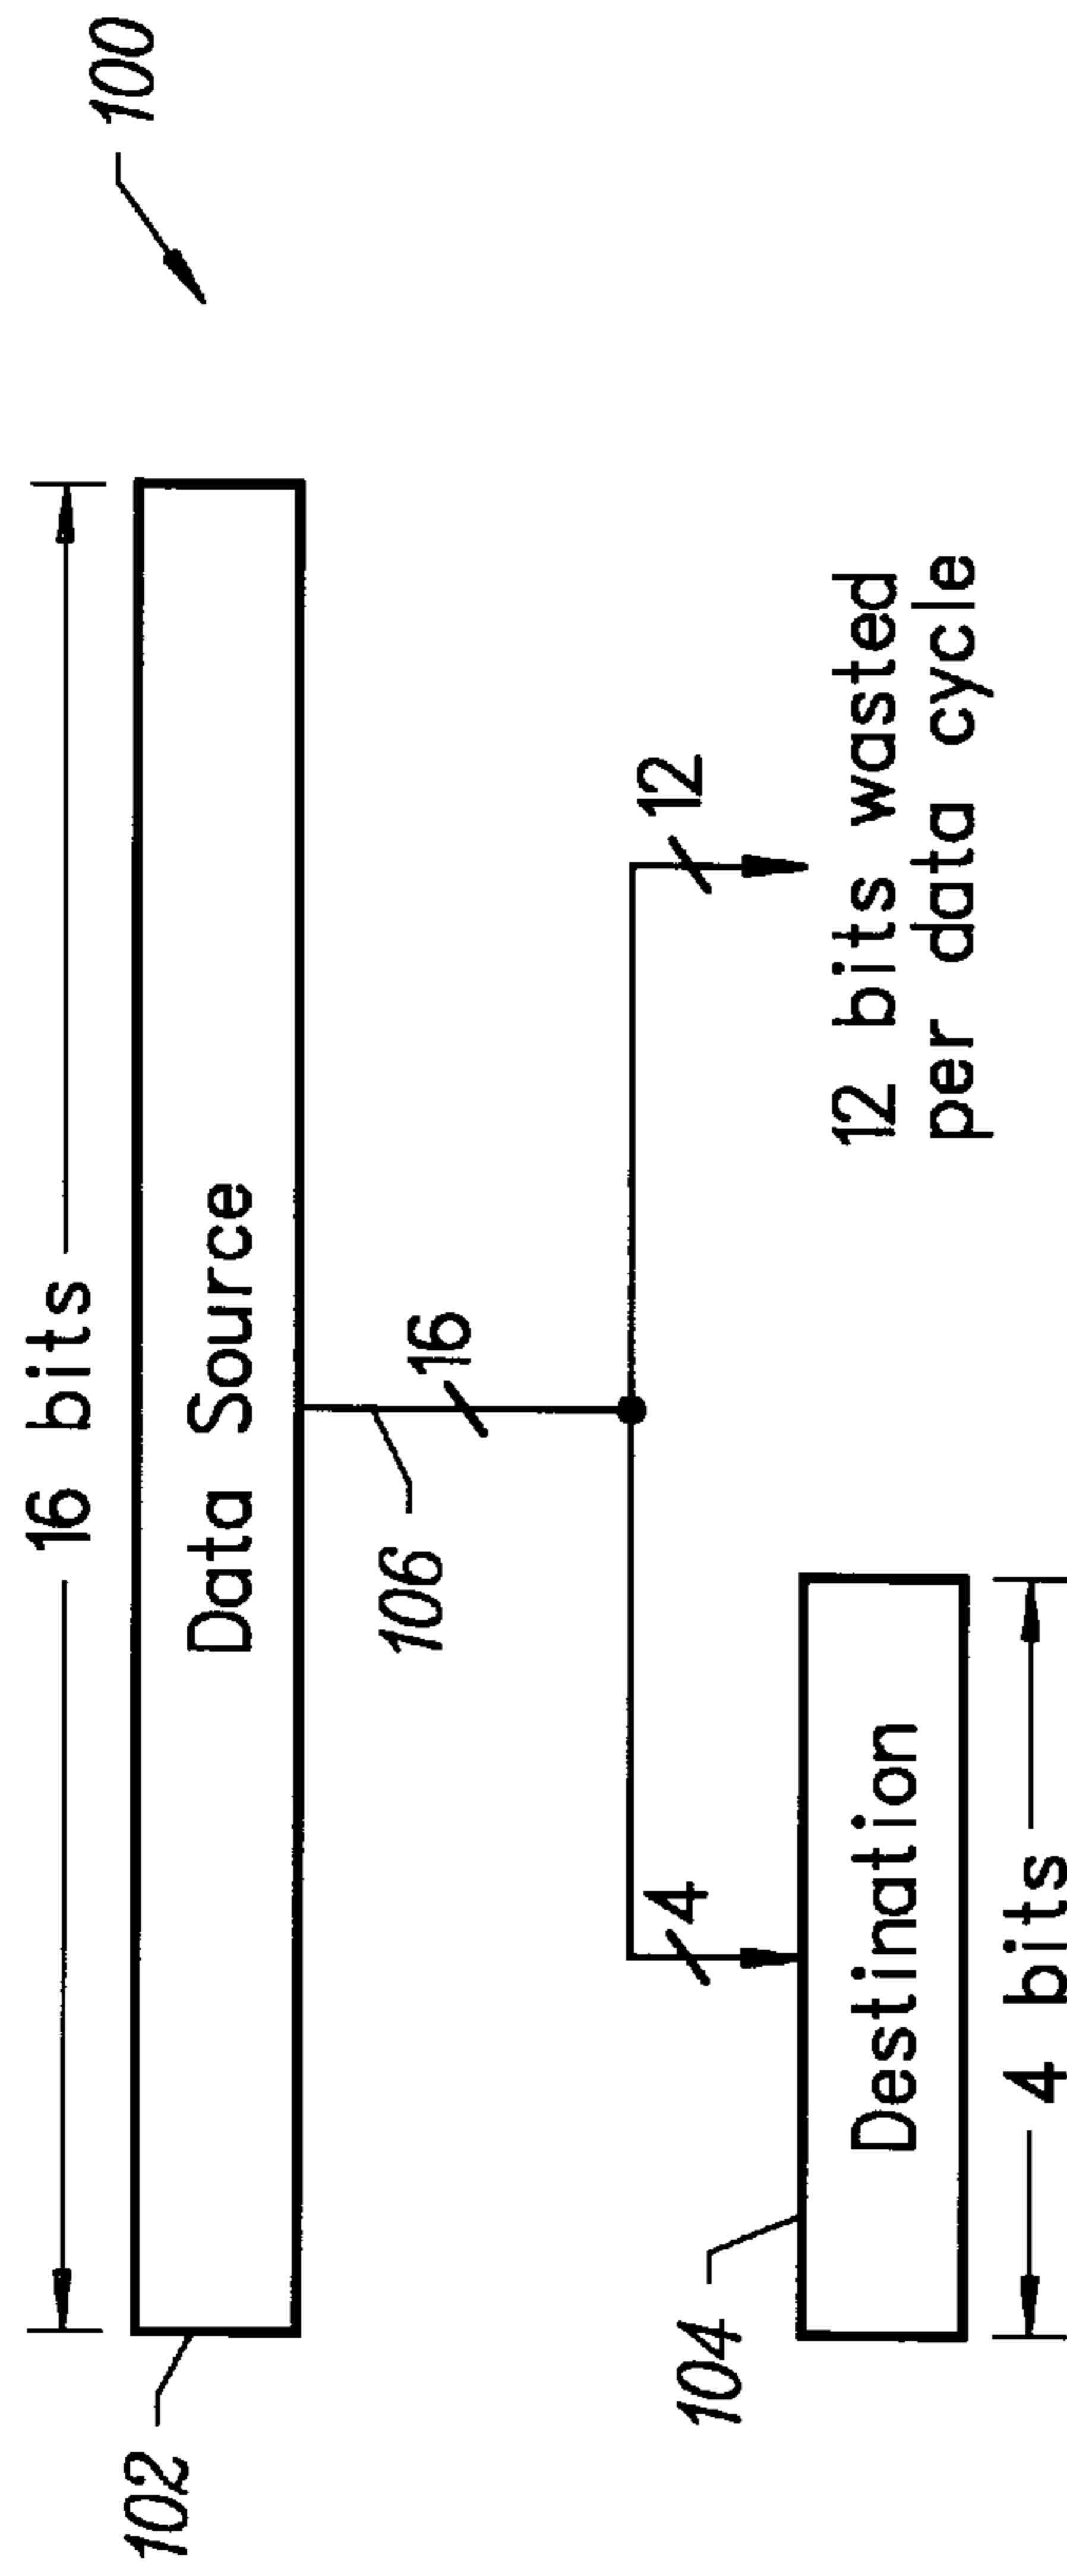 100
16 bits
102
Data Source
106
16
4
12
104
Destination
12 bits wasted
per data cycle
4 bits